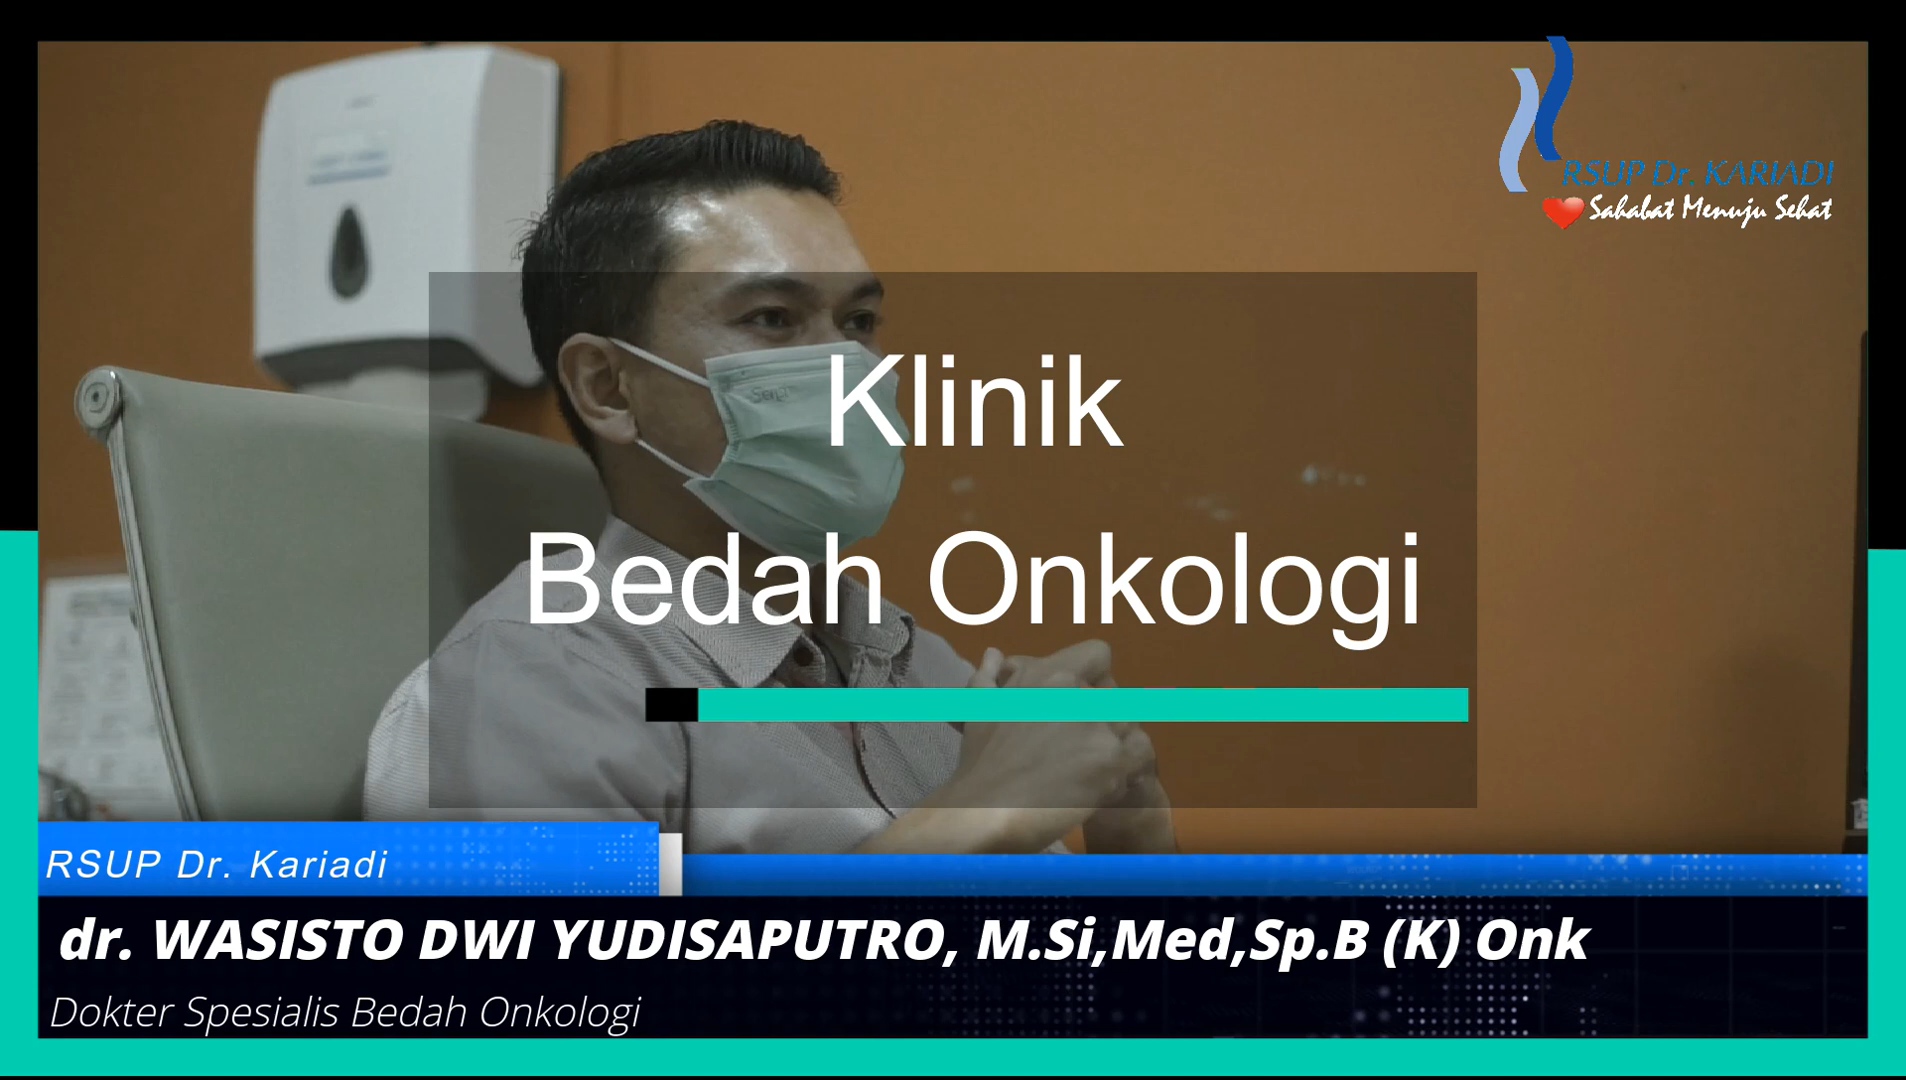 RSUP Dr. KARIADI
Sahabat Menuju Sehat
Klinik
Bedah Onkologi
RSUP Dr. Kariadi
dr. WASISTO DWI YUDISAPUTRO, M.Si,Med,Sp.B (K) Onk
Dokter Spesialis Bedah Onkologi